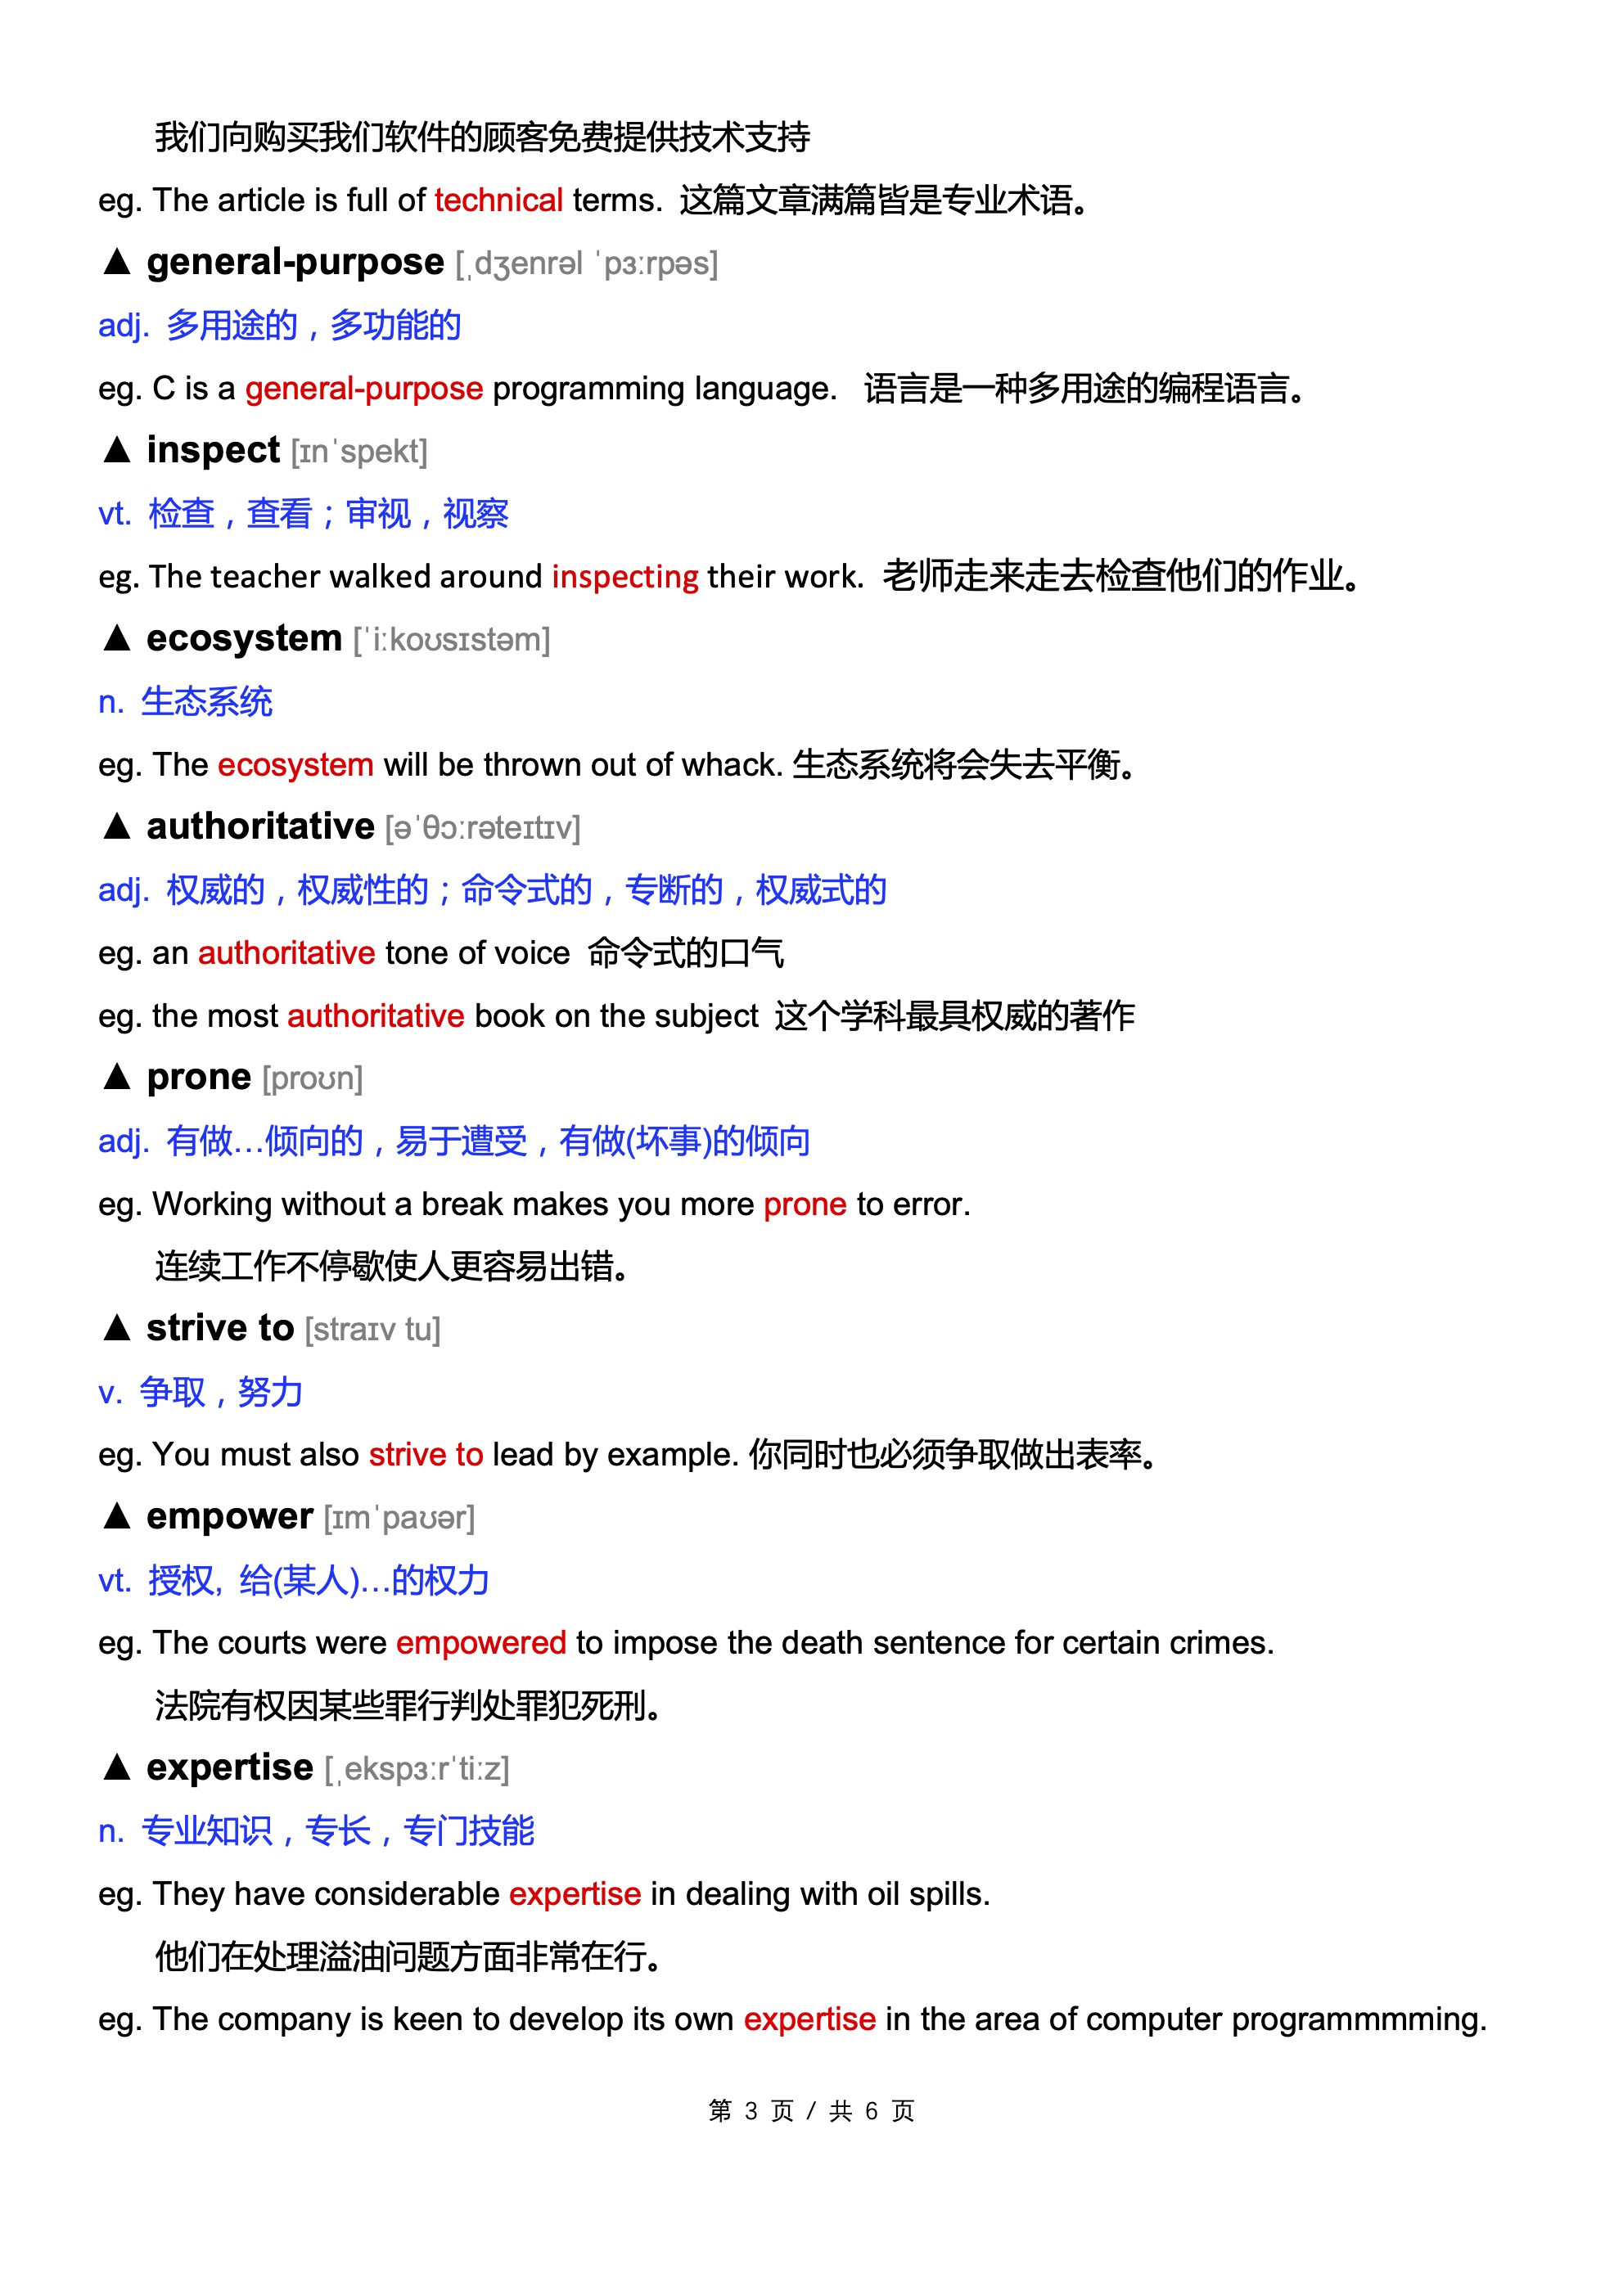 我们向购买我们软件的顾客免费提供技术支持
eg. The article is full of technical terms. 这篇文章满篇皆是专业术语。
▲ general-purpose [ˌdʒenrəl ˈpɜːrpəs]
adj. 多用途的，多功能的
eg. C is a general-purpose programming language. 语言是一种多用途的编程语言。
▲ inspect [ɪnˈspekt]
vt. 检查，查看；审视，视察
eg. The teacher walked around inspecting their work. 老师走来走去检查他们的作业。
▲ ecosystem [ˈiːkoʊsɪstəm]
n. 生态系统
eg. The ecosystem will be thrown out of whack. 生态系统将会失去平衡。
▲ authoritative [əˈθɔːrəteɪtɪv]
adj. 权威的，权威性的；命令式的，专断的，权威式的
eg. an authoritative tone of voice 命令式的口气
eg. the most authoritative book on the subject 这个学科最具权威的著作
▲ prone [proʊn]
adj. 有做…倾向的，易于遭受，有做(坏事)的倾向
eg. Working without a break makes you more prone to error.
连续工作不停歇使人更容易出错。
▲ strive to [straɪv tu]
v. 争取，努力
eg. You must also strive to lead by example. 你同时也必须争取做出表率。
▲ empower [ɪmˈpaʊər]
vt. 授权, 给(某人)…的权力
eg. The courts were empowered to impose the death sentence for certain crimes.
法院有权因某些罪行判处罪犯死刑。
▲ expertise [ˌekspɜːrˈtiːz]
n. 专业知识，专长，专门技能
eg. They have considerable expertise in dealing with oil spills.
他们在处理溢油问题方面非常在行。
eg. The company is keen to develop its own expertise in the area of computer programmmming.
第 3 页 / 共 6 页